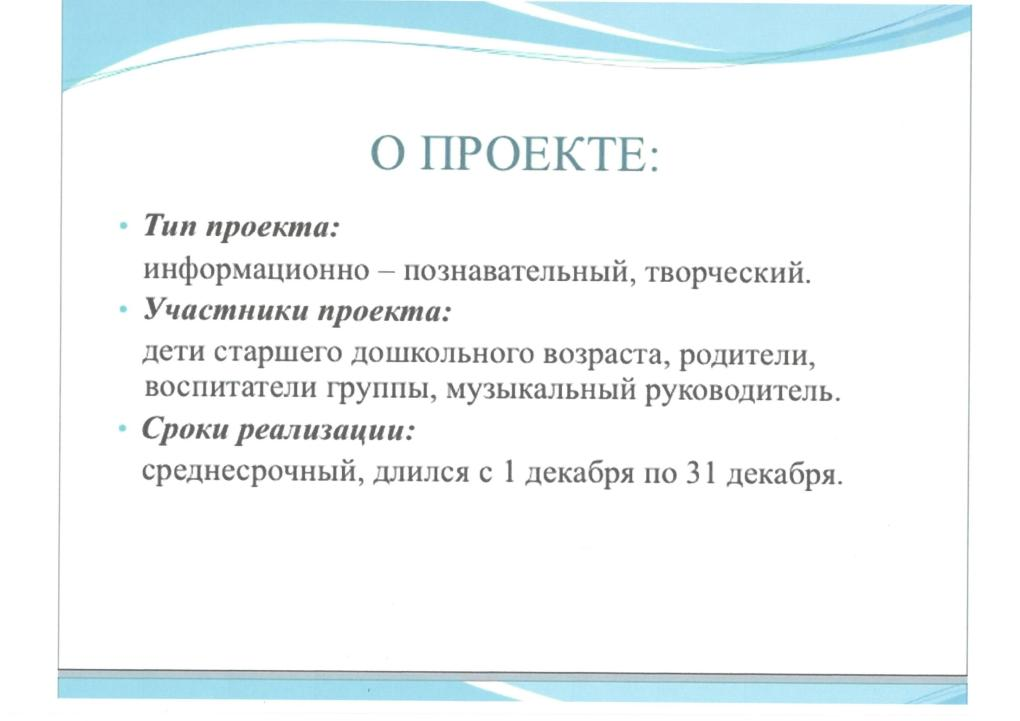 О ПРОЕКТЕ:
• Тип проекта:
информационно – познавательный, творческий.
• Участники проекта:
дети старшего дошкольного возраста, родители,
воспитатели группы, музыкальный руководитель.
• Сроки реализации:
среднесрочный, длился с 1 декабря по 31 декабря.